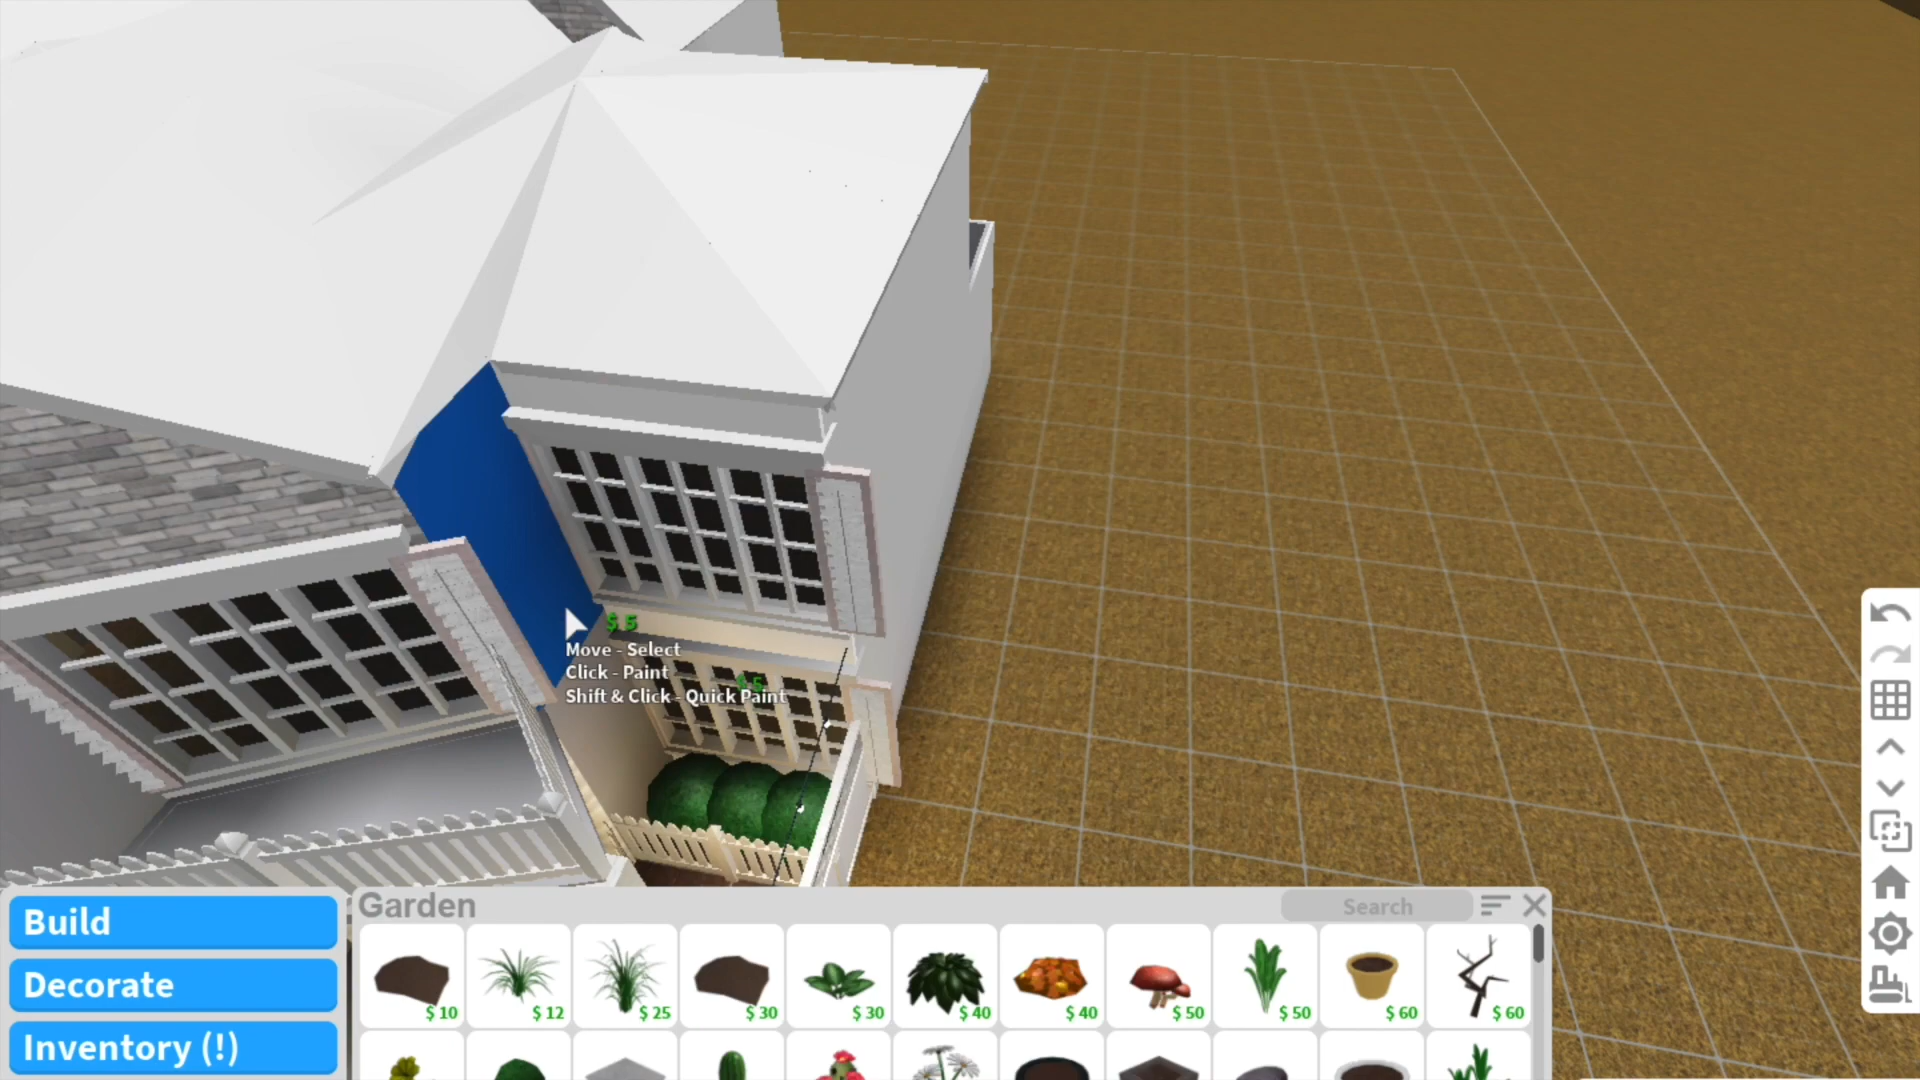 $ 5
Move - Select
Click - Paint
$ 5
Shift & Click - Quick Paint
Build
Decorate
Inventory (!)
Garden
Search
$ 10
$ 12
$ 25
$ 30
$ 30
$ 40
$ 40
$ 50
$ 50
$ 60
$ 60